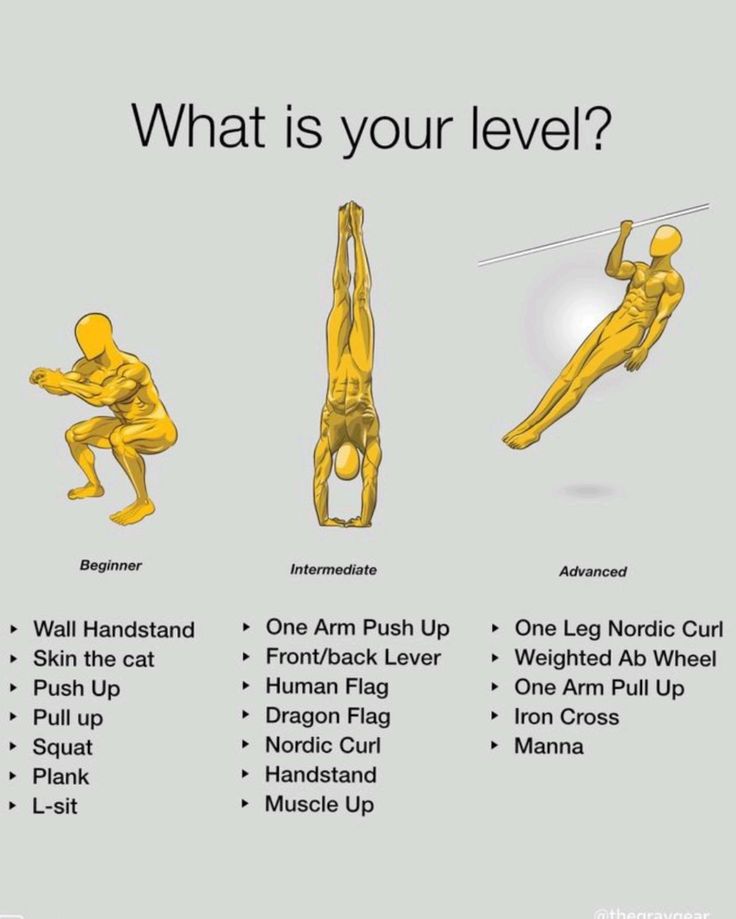 What is your level?
Beginner
Wall Handstand
Skin the cat
Push Up
Pull up
Squat
Plank
L-sit
Intermediate
One Arm Push Up
Front/back Lever
Human Flag
Dragon Flag
Nordic Curl
Handstand
Muscle Up
Advanced
One Leg Nordic Curl
Weighted Ab Wheel
One Arm Pull Up
Iron Cross
Manna
@thegravgear